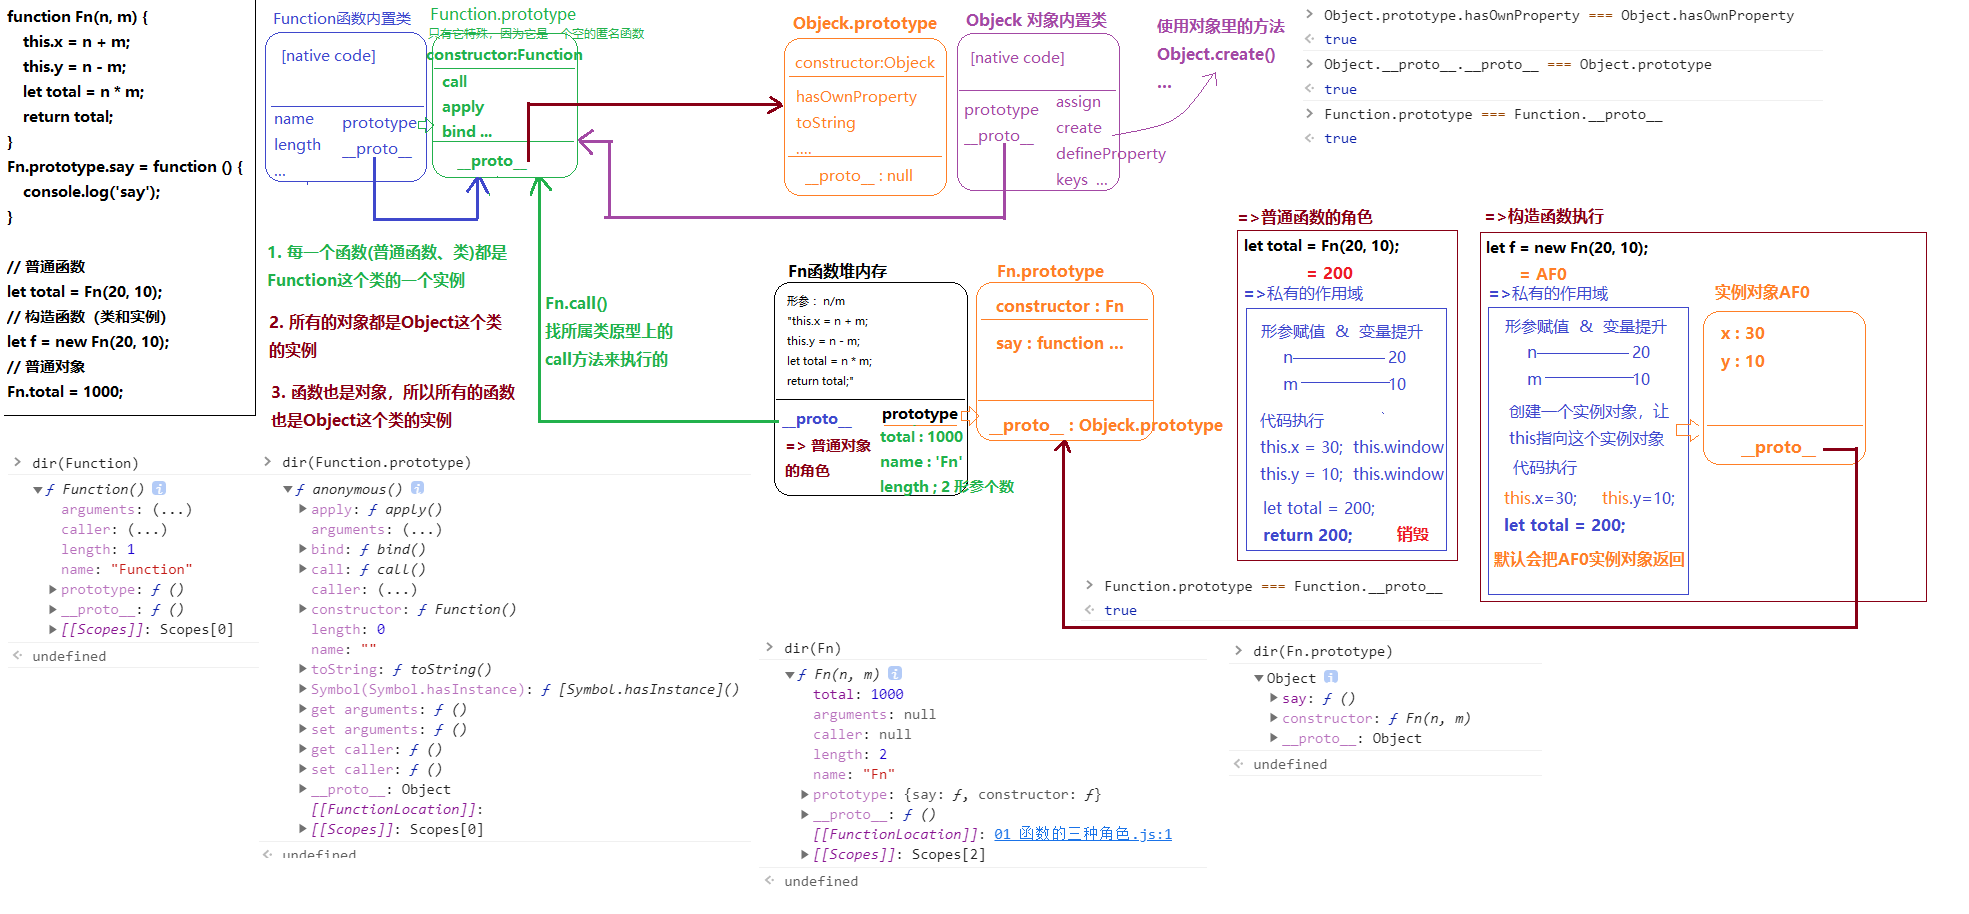 function Fn(n, m) {
this.x = n + m;
this.y = n - m;
let total = n * m;
return total;
}
Fn.prototype.say = function () {
console.log('say');
}
// 普通函数
let total = Fn(20, 10);
// 构造函数（类和实例）
let f = new Fn(20, 10);
// 普通对象
Fn.total = 1000;
Function函数内置类
[native code]
name
length
...
prototype
__proto__
Function.prototype
只有它特殊，因为它是一个空的匿名函数
constructor:Function
call
apply
bind ...
__proto__
Objeck.prototype
constructor:Objeck
hasOwnProperty
toString
....
__proto__ : null
Objeck 对象内置类
[native code]
prototype
__proto__
assign
create
defineProperty
keys ...
使用对象里的方法
Object.create()
...
> Object.prototype.hasOwnProperty === Object.hasOwnProperty
true
> Object.__proto__.__proto__ === Object.prototype
true
> Function.prototype === Function.__proto__
true
1. 每一个函数(普通函数、类)都是
Function这个类的一个实例
2. 所有的对象都是Object这个类
的实例
3. 函数也是对象，所以所有的函数
也是Object这个类的实例
Fn.call()
找所属类原型上的
call方法来执行的
Fn函数堆内存
形参： n/m
"this.x = n + m;
this.y = n - m;
let total = n * m;
return total;"
__proto__
=> 普通对象
的角色
prototype
total : 1000
name : 'Fn'
length ; 2 形参个数
Fn.prototype
constructor : Fn
say : function ...
__proto__ : Objeck.prototype
=>普通函数的角色
let total = Fn(20, 10);
= 200
=>私有的作用域
形参赋值 & 变量提升
n 20
m 10
代码执行
this.x = 30; this.window
this.y = 10; this.window
let total = 200;
return 200; 销毁
=>构造函数执行
let f = new Fn(20, 10);
= AF0
=>私有的作用域
形参赋值 & 变量提升
n 20
m 10
创建一个实例对象，让
this指向这个实例对象
代码执行
this.x=30; this.y=10;
let total = 200;
默认会把AF0实例对象返回
实例对象AF0
x : 30
y : 10
__proto__
> dir(Function)
▼ƒ Function() i
arguments: (...)
caller: (...)
length: 1
name: "Function"
▶prototype: ƒ ()
▶__proto__: ƒ ()
▶[[Scopes]]: Scopes[0]
undefined
> dir(Function.prototype)
▼ƒ anonymous() i
▶apply: ƒ apply()
arguments: (...)
▶bind: ƒ bind()
▶call: ƒ call()
caller: (...)
▶constructor: ƒ Function()
length: 0
name: ""
▶toString: ƒ toString()
▶Symbol(Symbol.hasInstance): ƒ [Symbol.hasInstance]()
▶get arguments: ƒ ()
▶set arguments: ƒ ()
▶get caller: ƒ ()
▶set caller: ƒ ()
▶__proto__: Object
[[FunctionLocation]]:
▶[[Scopes]]: Scopes[0]
undefined
> Function.prototype === Function.__proto__
true
> dir(Fn)
▼ƒ Fn(n, m) i
total: 1000
arguments: null
caller: null
length: 2
name: "Fn"
▶prototype: {say: ƒ, constructor: ƒ}
▶__proto__: ƒ ()
[[FunctionLocation]]: 01 函数的三种角色.js:1
▶[[Scopes]]: Scopes[2]
undefined
> dir(Fn.prototype)
▼Object i
▶say: ƒ ()
▶constructor: ƒ Fn(n, m)
▶__proto__: Object
undefined